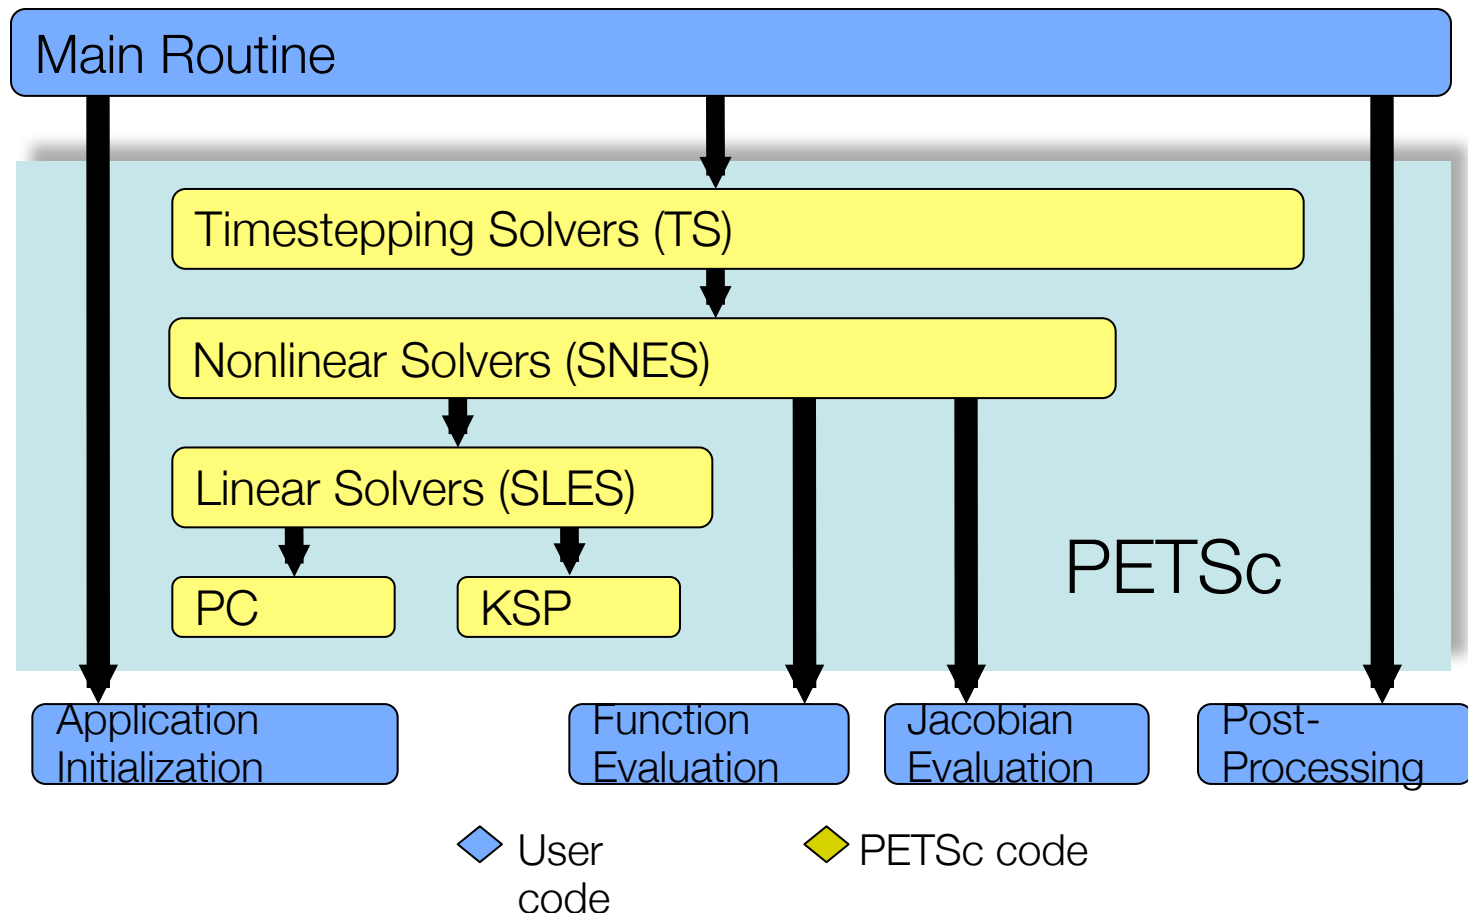 Main Routine
Timestepping Solvers (TS)
Nonlinear Solvers (SNES)
Linear Solvers (SLES)
PETSc
PC
KSP
Application
Initialization
Function
Evaluation
Jacobian
Evaluation
Post-
Processing
User
code
PETSc code